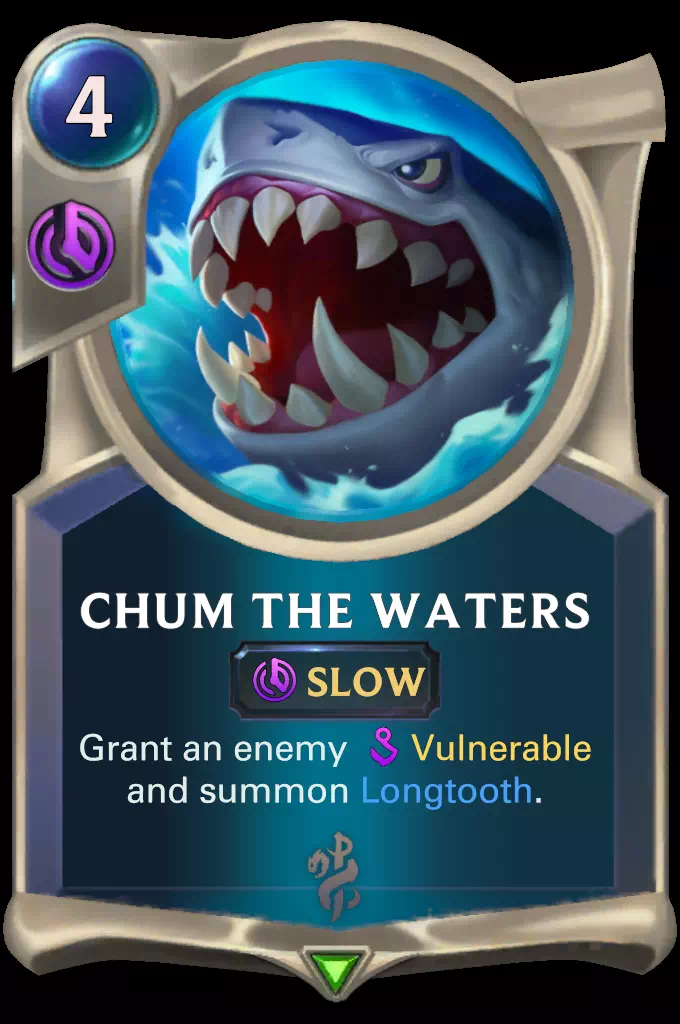 4
CHUM THE WATERS
SLOW
Grant an enemy Vulnerable
and summon Longtooth.